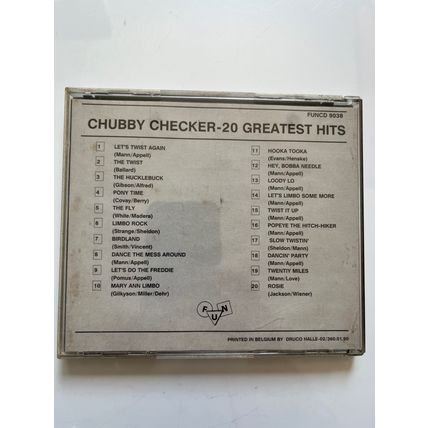 FUNCD 9038
CHUBBY CHECKER-20 GREATEST HITS
1 LET'S TWIST AGAIN
(Mann/Appell)
2 THE TWIST
(Ballard)
3 THE HUCKLEBUCK
(Gibson/Alfred)
4 PONY TIME
(Covay/Berry)
5 THE FLY
(White/Madera)
6 LIMBO ROCK
(Strange/Sheldon)
7 BIRDLAND
(Smith/Vincent)
8 DANCE THE MESS AROUND
(Mann/Appell)
9 LET'S DO THE FREDDIE
(Pomus/Appell)
10 MARY ANN LIMBO
(Gilkyson/Miller/Dehr)
11 HOOKA TOOKA
(Evans/Henske)
12 HEY, BOBBA NEEDLE
(Mann/Appell)
13 LOODY LO
(Mann/Appell)
14 LET'S LIMBO SOME MORE
(Mann/Appell)
15 TWIST IT UP
(Mann/Appell)
16 POPEYE THE HITCH-HIKER
(Mann/Appell)
17 SLOW TWISTIN'
(Sheldon/Mann)
18 DANCIN' PARTY
(Mann/Appell)
19 TWENTIY MILES
(Mann/Love)
20 ROSIE
(Jackson/Wiener)
FUN
PRINTED IN BELGIUM BY DRUCO HALLE-02/360.01.90